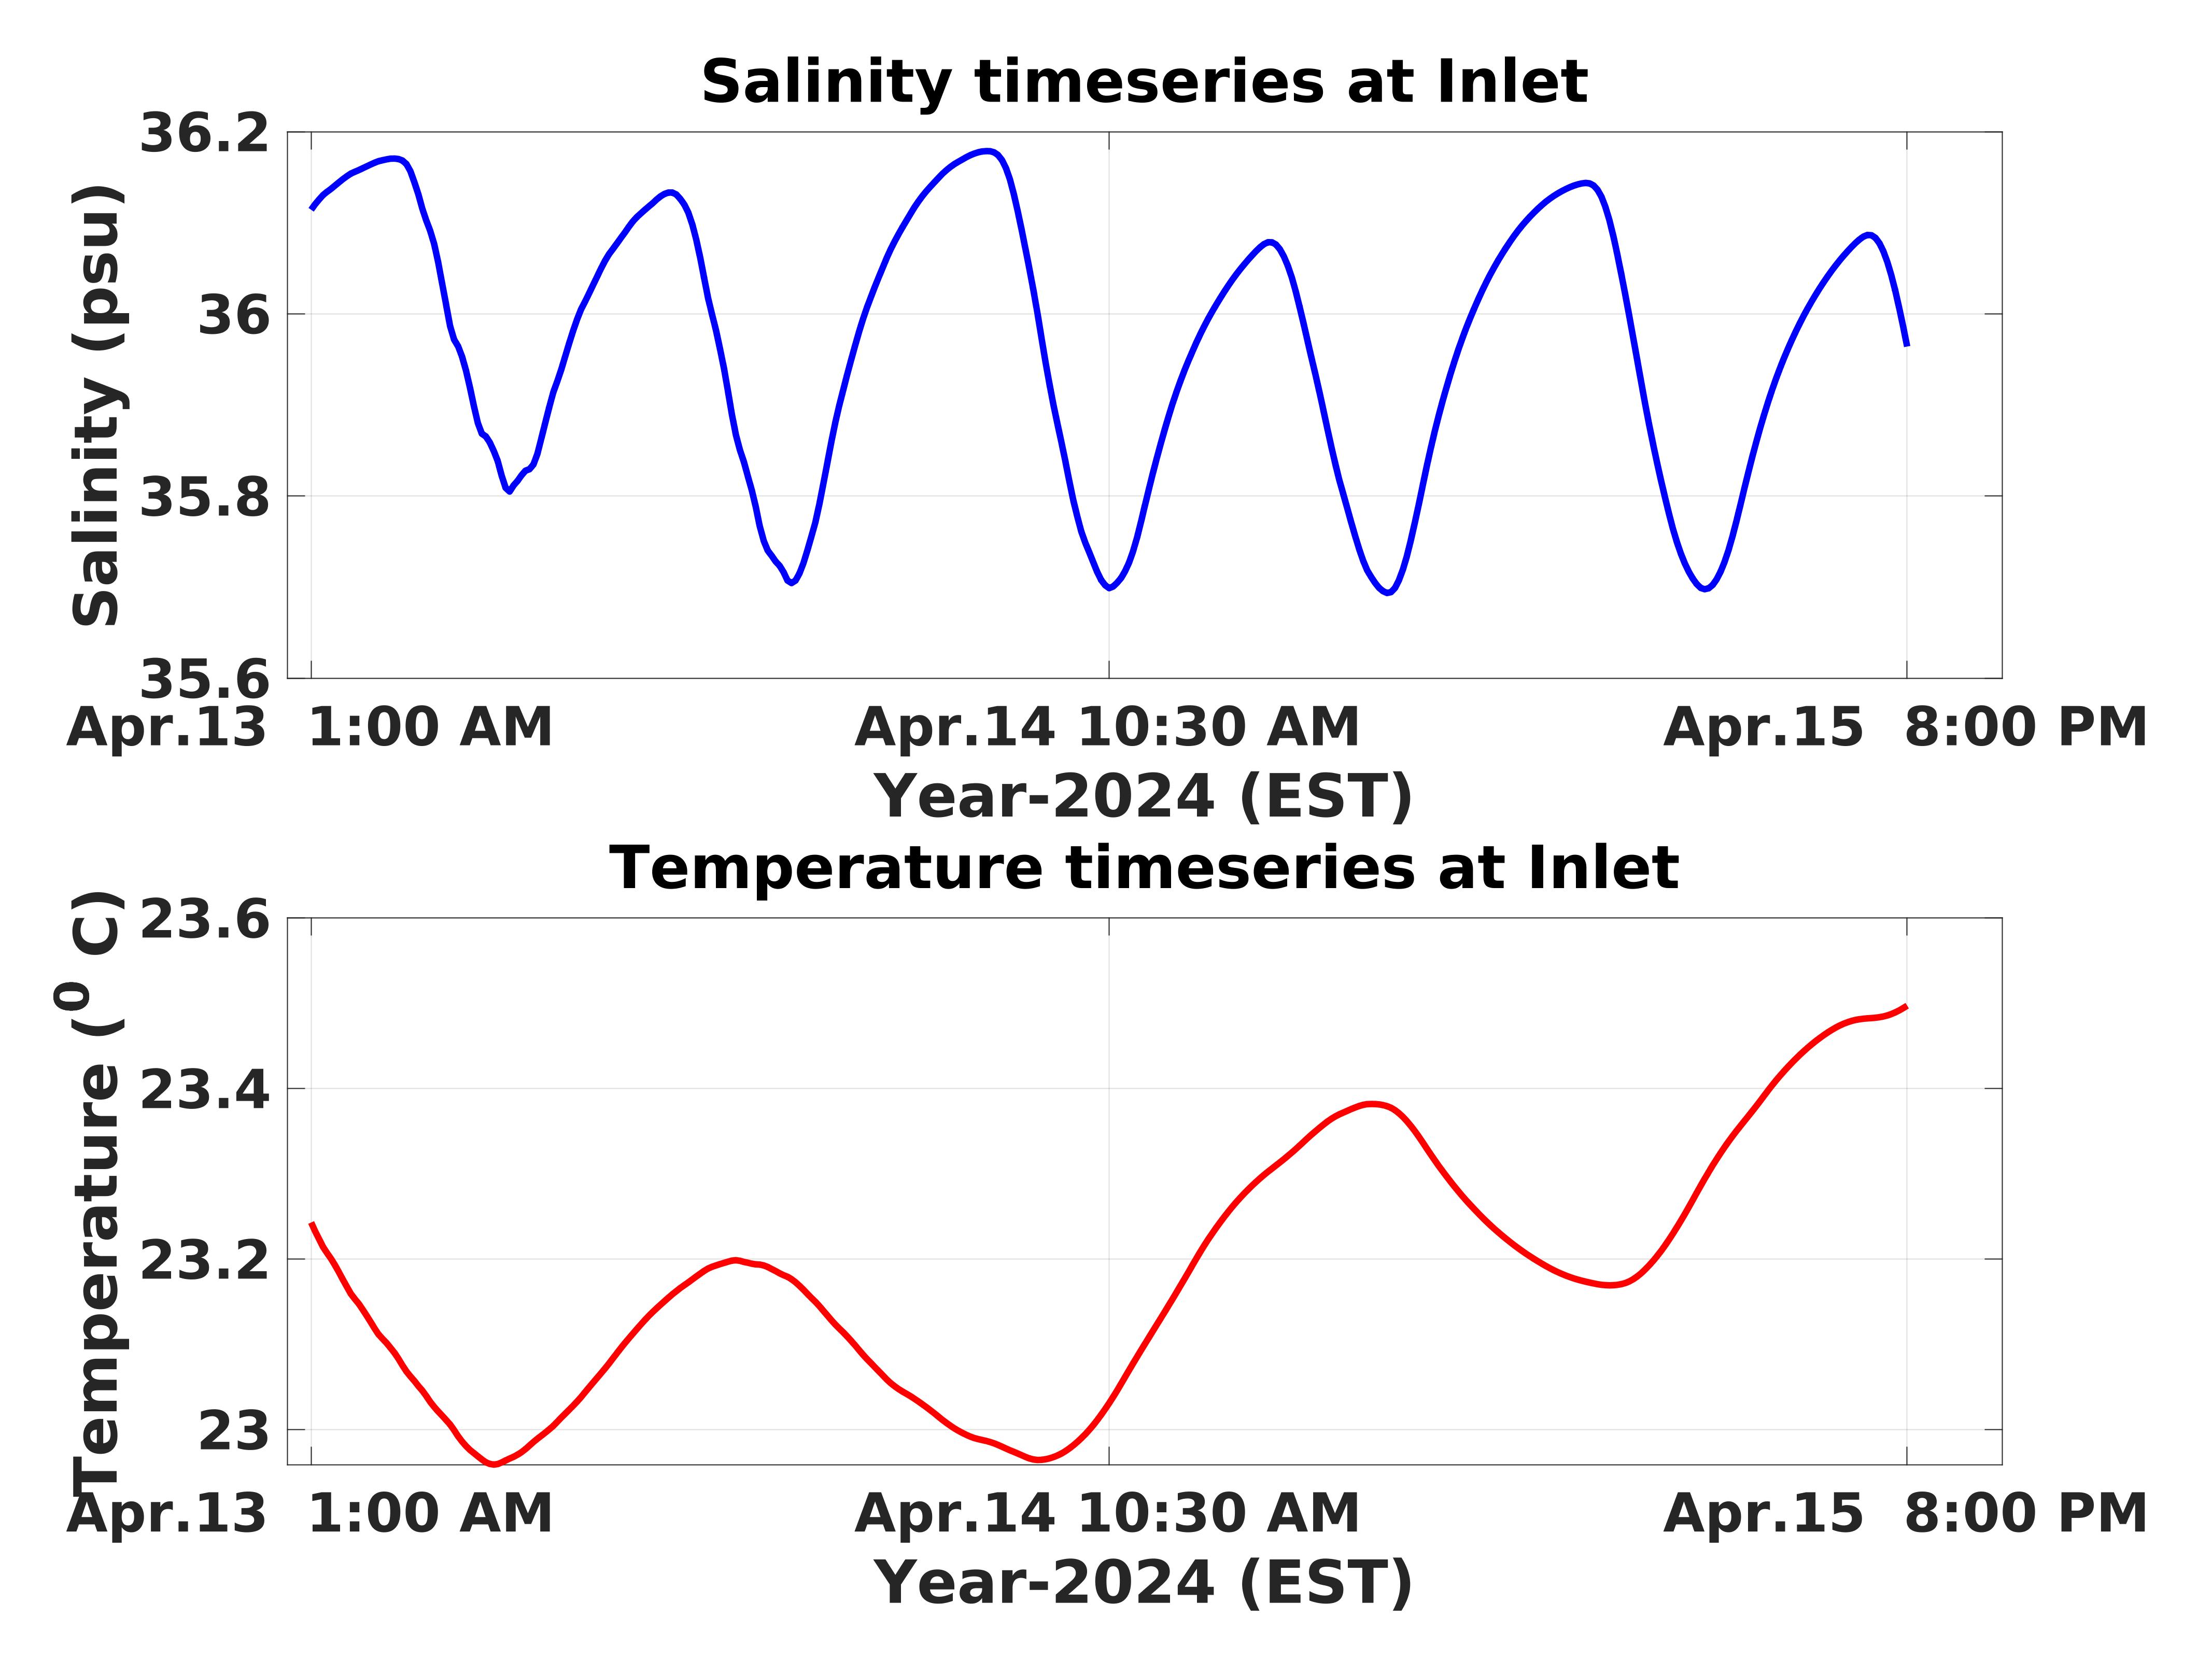 Salinity timeseries at Inlet
36.2
36
35.8
35.6
Salinity (psu)
Apr.13 1:00 AM
Apr.14 10:30 AM
Apr.15 8:00 PM
Year-2024 (EST)
Temperature timeseries at Inlet
23.6
23.4
23.2
23
Temperature (⁰ C)
Apr.13 1:00 AM
Apr.14 10:30 AM
Apr.15 8:00 PM
Year-2024 (EST)